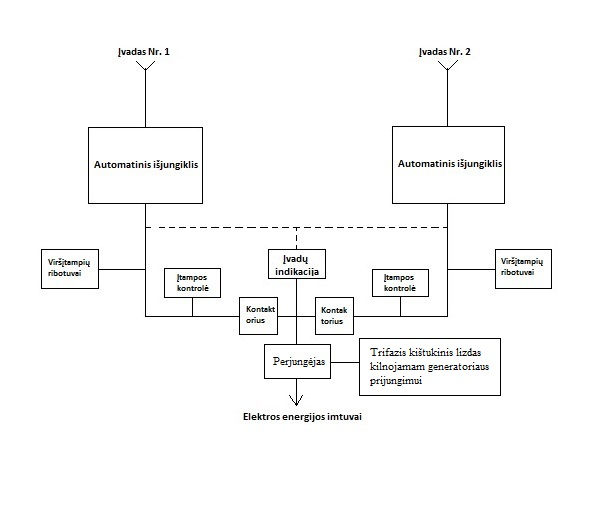 Įvadas Nr. 1
Įvadas Nr. 2
Automatinis išjungiklis
Automatinis išjungiklis
Viršįtampių
ribotuvai
Įtampos
kontrolė
Įvadų
indikacija
Įtampos
kontrolė
Viršįtampių
ribotuvai
Kontakt
orius
Kontak
torius
Perjungėjas
Trifazis kištukinis lizdas
kilnojamam generatoriaus
prijungimui
Elektros energijos imtuvai